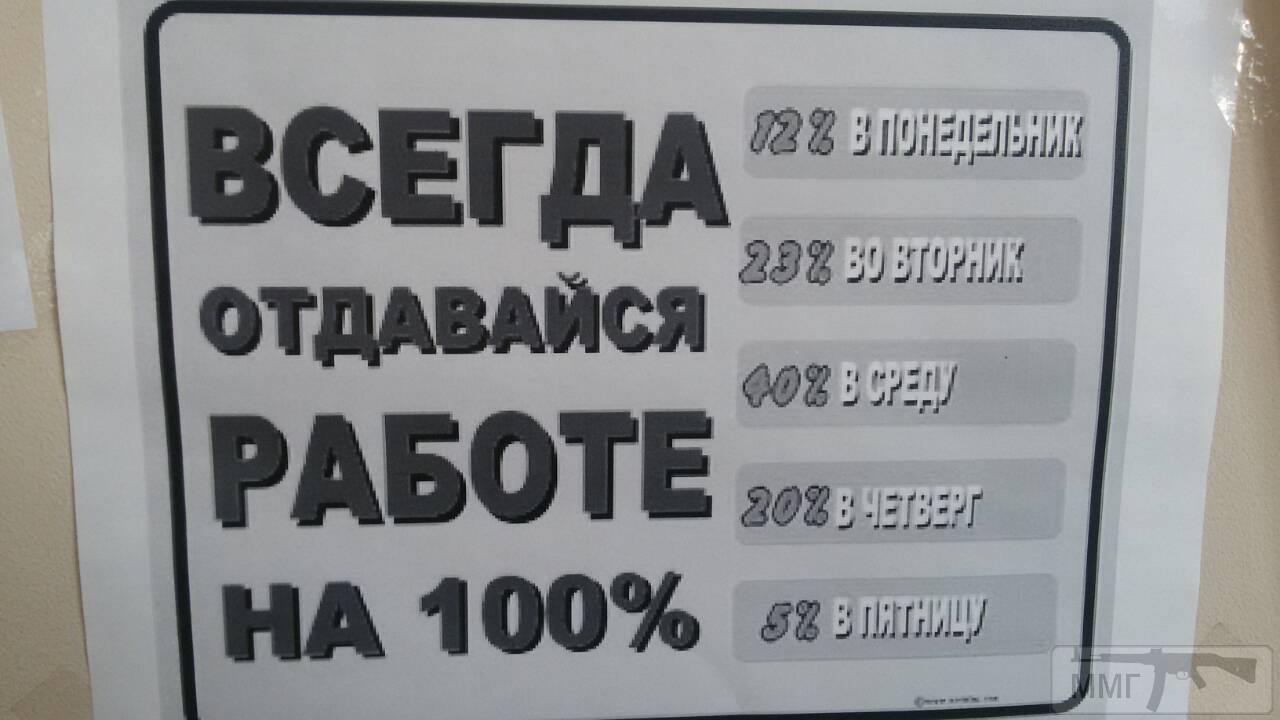 ВСЕГДА
ОТДАВАЙСЯ
РАБОТЕ
НА 100%
12% В ПОНЕДЕЛЬНИК
23% ВО ВТОРНИК
40% В СРЕДУ
20% В ЧЕТВЕРГ
5% В ПЯТНИЦУ
ММГ